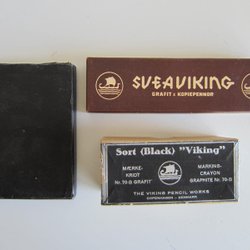 SVEAVIKING
GRAFIT & KOPIEPENNOR
Sort (Black) "Viking"
MÆRKE-
KRIDT
Nr. 70-B GRAFIT
MARKING-
CRAYON
GRAPHITE Nr. 70-B
THE VIKING PENCIL WORKS
COPENHAGEN - DENMARK